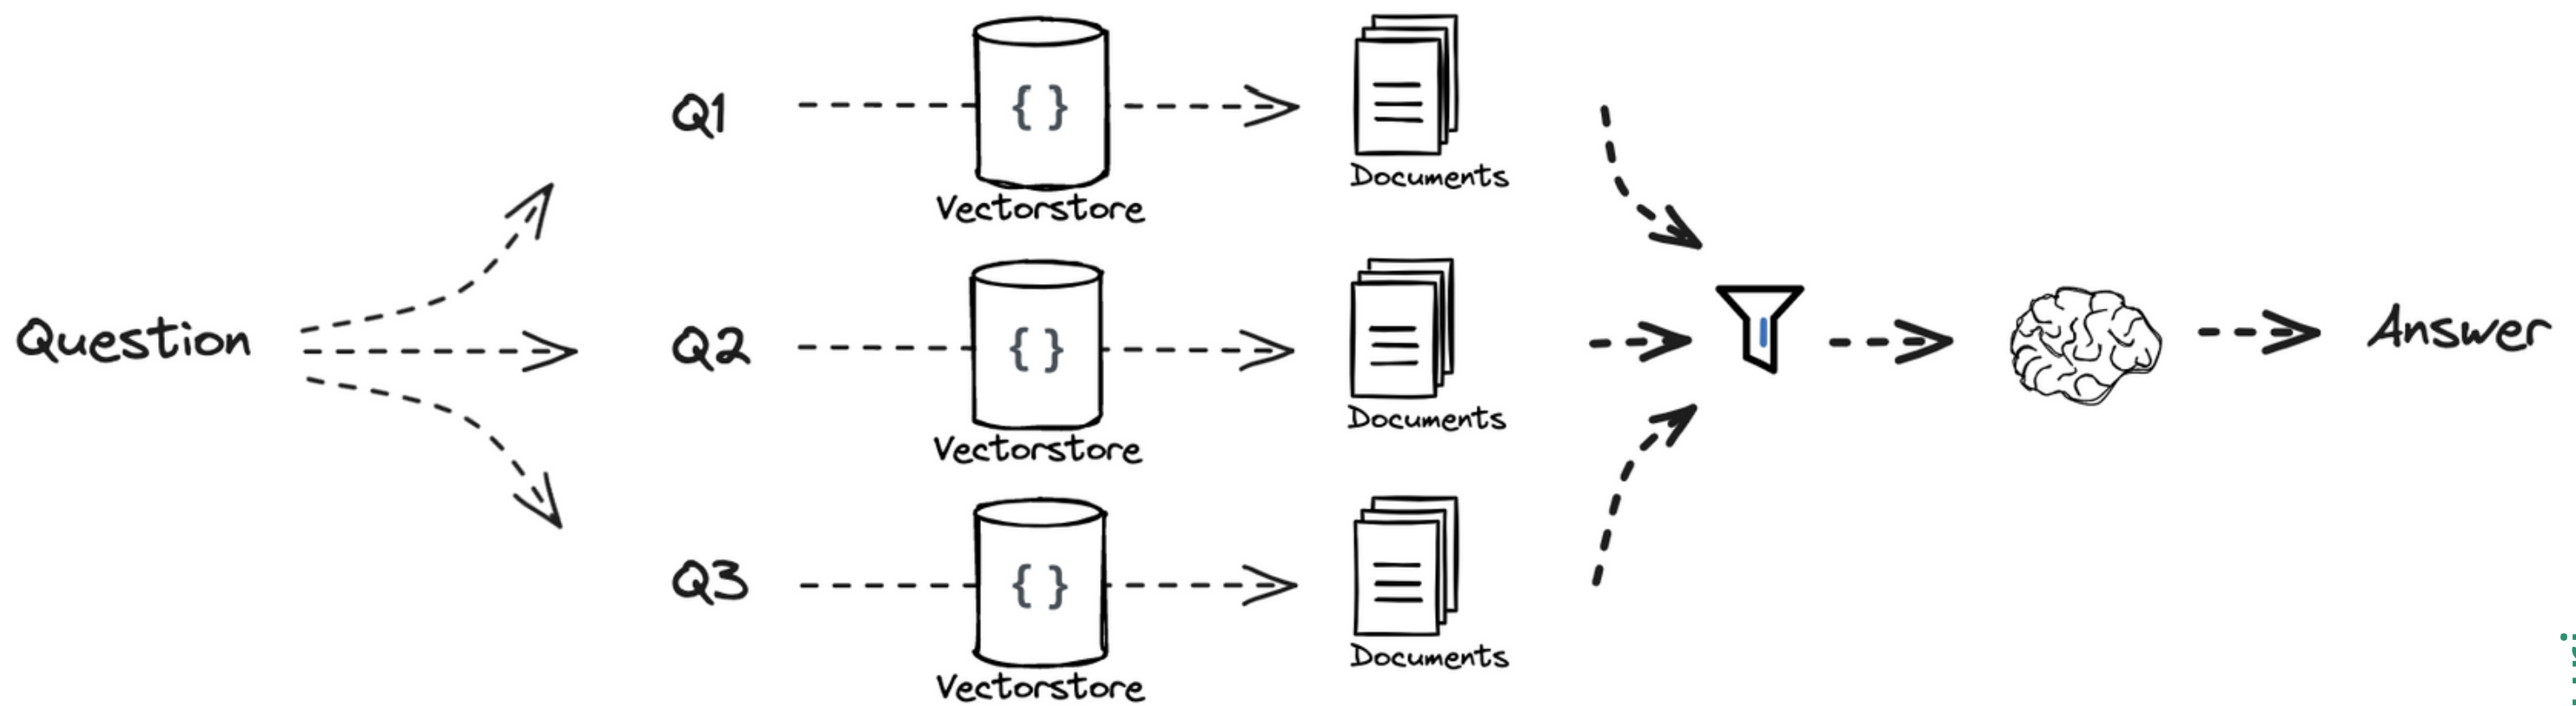 Question
Q1
{ }
Vectorstore
Documents
Q2
{ }
Vectorstore
Documents
Q3
{ }
Vectorstore
Documents
Answer